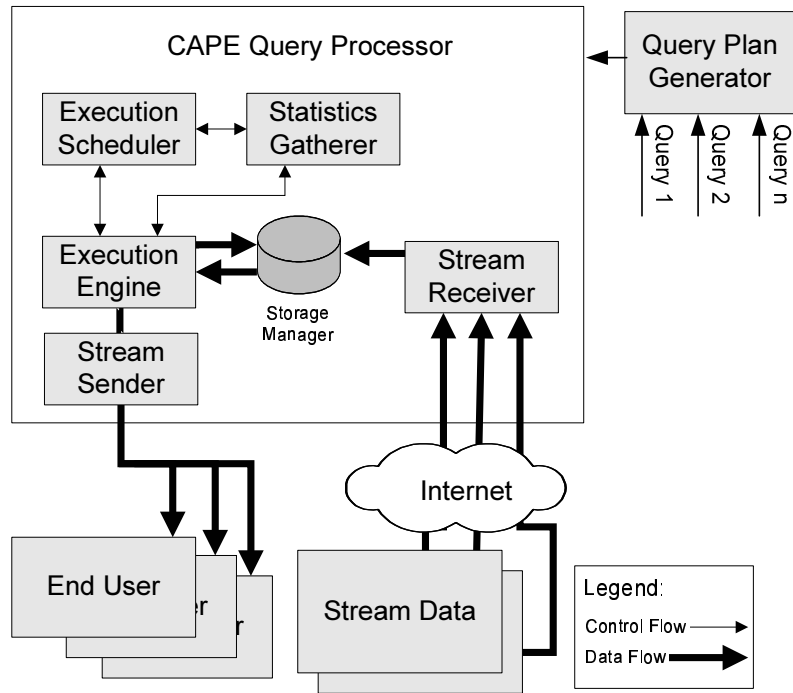 CAPE Query Processor
Query Plan
Generator
Query 1
Query 2
Query n
Execution
Scheduler
Statistics
Gatherer
Execution
Engine
Storage
Manager
Stream
Receiver
Stream
Sender
Internet
End User
er
r
Stream Data
Legend:
Control Flow
Data Flow